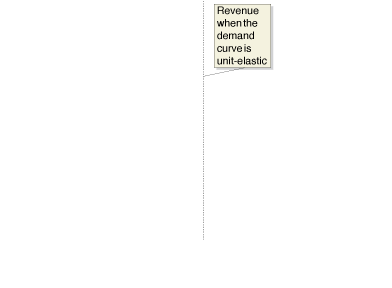 Revenue
when the
demand
curve is
unit-elastic